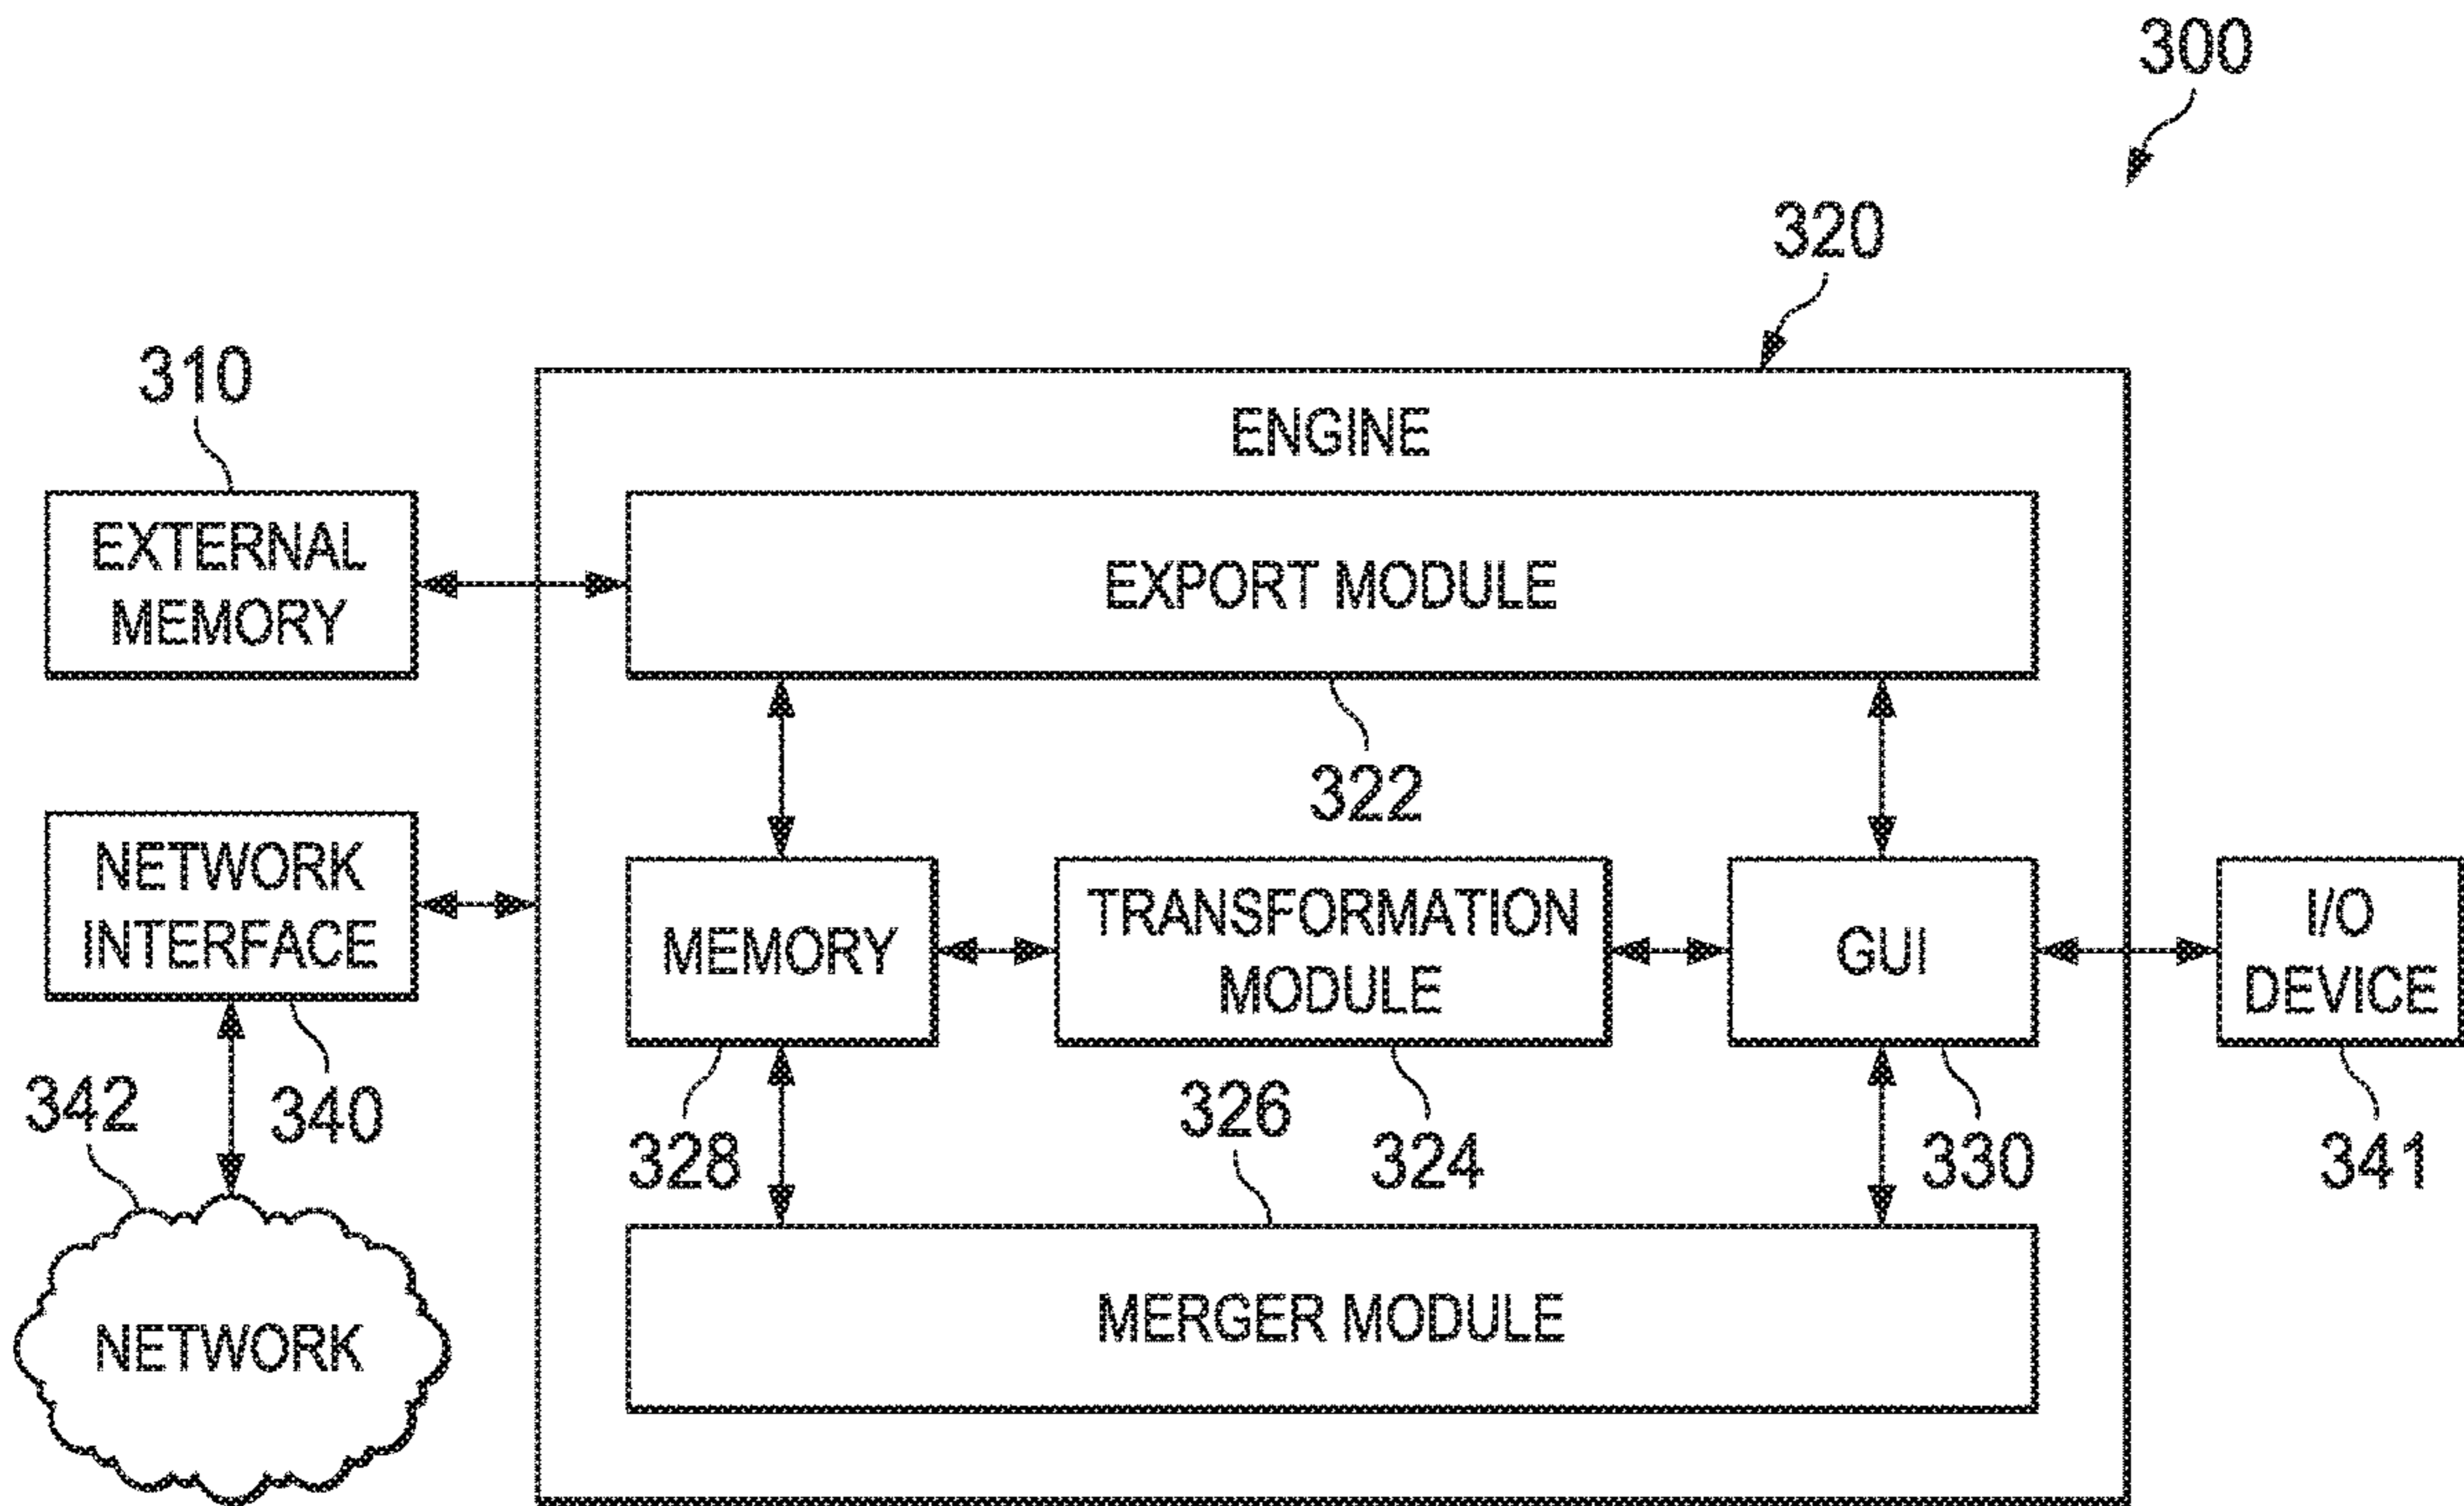 300
320
310
ENGINE
EXTERNAL
MEMORY
EXPORT MODULE
322
NETWORK
INTERFACE
MEMORY
TRANSFORMATION
MODULE
GUI
I/O
DEVICE
342
340
328
326
324
330
341
NETWORK
MERGER MODULE